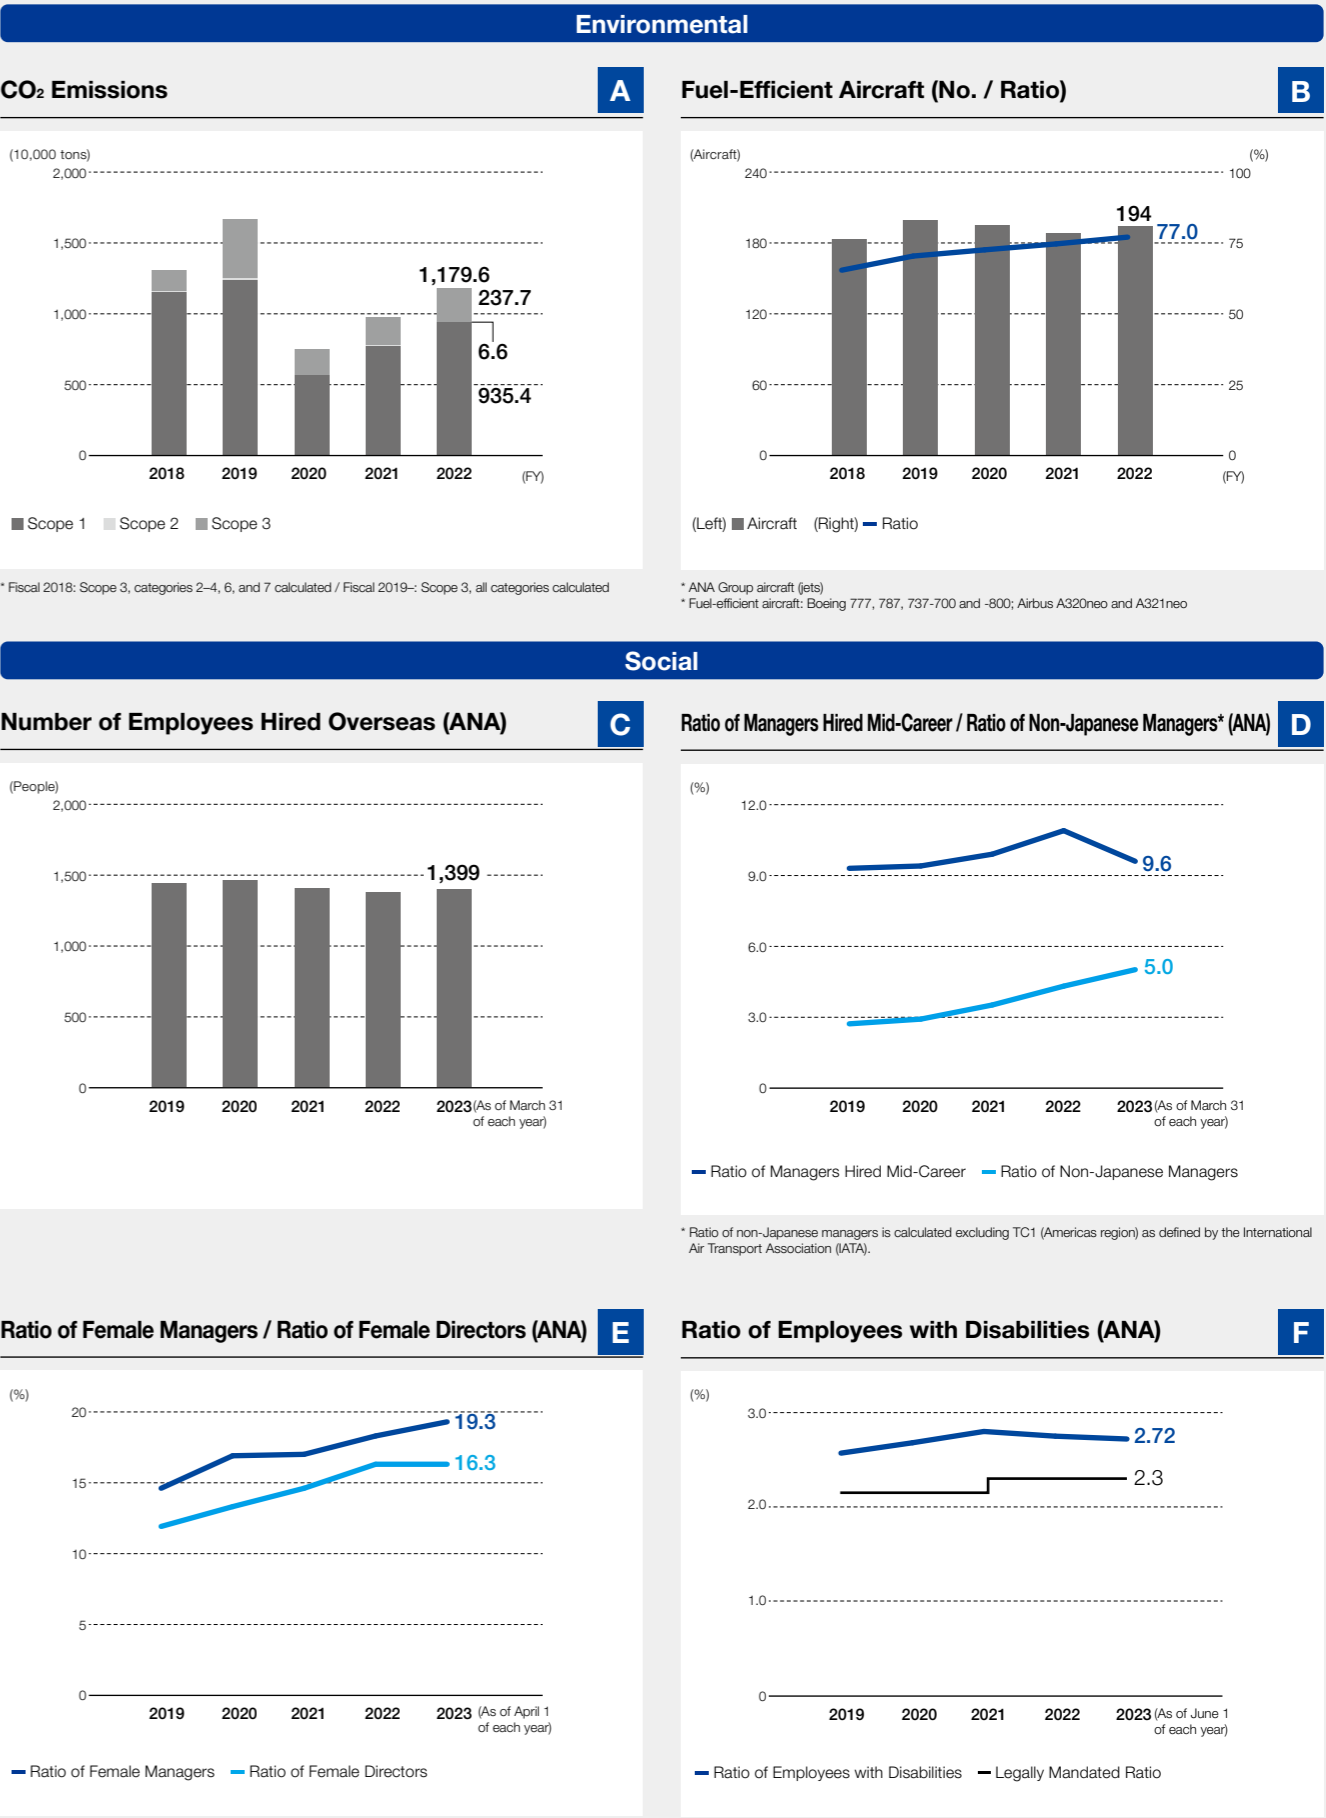 Environmental
CO₂ Emissions
A
(10,000 tons)
2,000
1,500
1,000
500
0
1,179.6
237.7
6.6
935.4
2018 2019 2020 2021 2022 (FY)
Scope 1 Scope 2 Scope 3
* Fiscal 2018: Scope 3, categories 2–4, 6, and 7 calculated / Fiscal 2019–: Scope 3, all categories calculated
Fuel-Efficient Aircraft (No. / Ratio)
B
(Aircraft) (%)
240 100
180 75
120 50
60 25
0 0
194
77.0
2018 2019 2020 2021 2022 (FY)
(Left) Aircraft (Right) Ratio
* ANA Group aircraft (jets)
* Fuel-efficient aircraft: Boeing 777, 787, 737-700 and -800; Airbus A320neo and A321neo
Social
Number of Employees Hired Overseas (ANA)
C
(People)
2,000
1,500
1,000
500
0
1,399
2019 2020 2021 2022 2023 (As of March 31
of each year)
Ratio of Managers Hired Mid-Career / Ratio of Non-Japanese Managers* (ANA)
D
(%)
12.0
9.0
6.0
3.0
0
9.6
5.0
2019 2020 2021 2022 2023 (As of March 31
of each year)
Ratio of Managers Hired Mid-Career Ratio of Non-Japanese Managers
* Ratio of non-Japanese managers is calculated excluding TC1 (Americas region) as defined by the International
Air Transport Association (IATA).
Ratio of Female Managers / Ratio of Female Directors (ANA)
E
(%)
20
15
10
5
0
19.3
16.3
2019 2020 2021 2022 2023 (As of April 1
of each year)
Ratio of Female Managers Ratio of Female Directors
Ratio of Employees with Disabilities (ANA)
F
(%)
3.0
2.0
1.0
0
2.72
2.3
2019 2020 2021 2022 2023 (As of June 1
of each year)
Ratio of Employees with Disabilities Legally Mandated Ratio